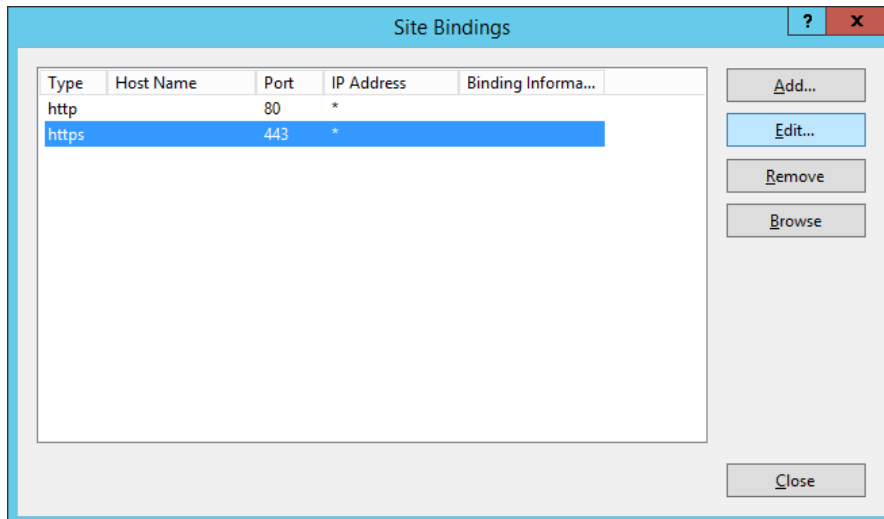 Site Bindings
? x
Type Host Name Port IP Address Binding Informa...
http 80 *
https 443 *
Add...
Edit...
Remove
Browse
Close